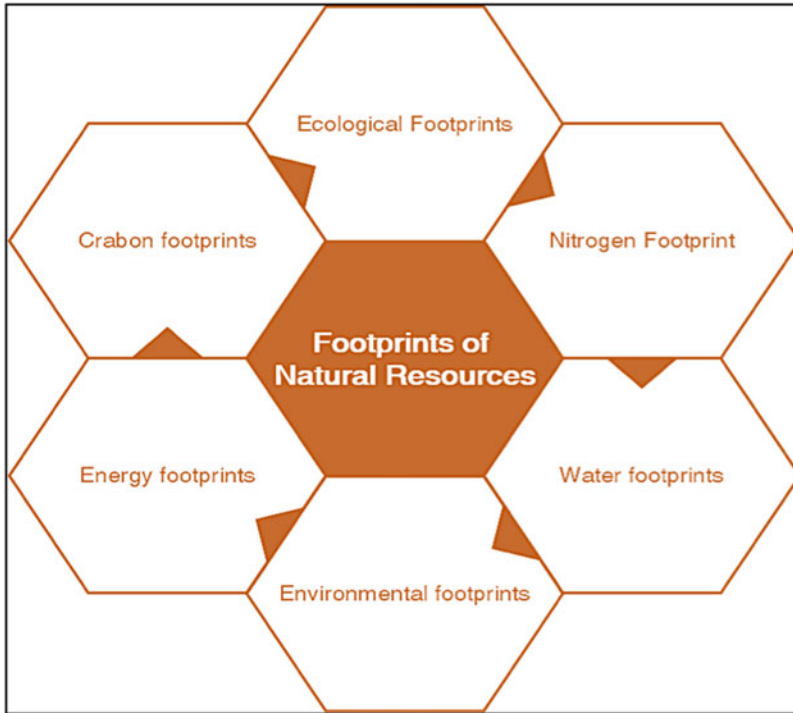 Ecological Footprints
Crabon footprints
Nitrogen Footprint
Footprints of
Natural Resources
Energy footprints
Water footprints
Environmental footprints